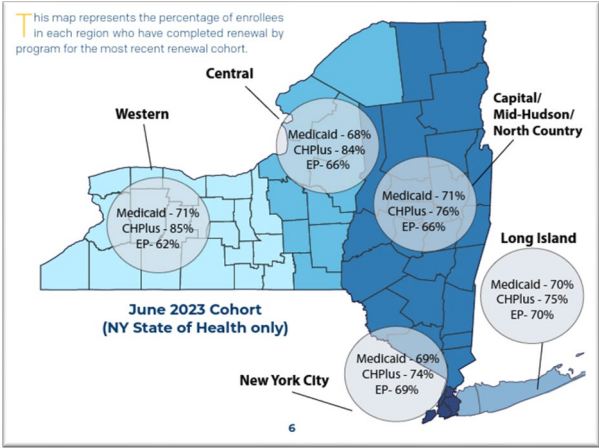 This map represents the percentage of enrollees
in each region who have completed renewal by
program for the most recent renewal cohort.
Central
Western
Capital/
Mid-Hudson/
North Country
Medicaid - 68%
CHPlus - 84%
EP- 66%
Medicaid - 71%
CHPlus - 85%
EP- 62%
Medicaid - 71%
CHPlus - 76%
EP- 66%
Long Island
Medicaid - 70%
CHPlus - 75%
EP- 70%
June 2023 Cohort
(NY State of Health only)
Medicaid - 69%
CHPlus - 74%
EP- 69%
New York City
6